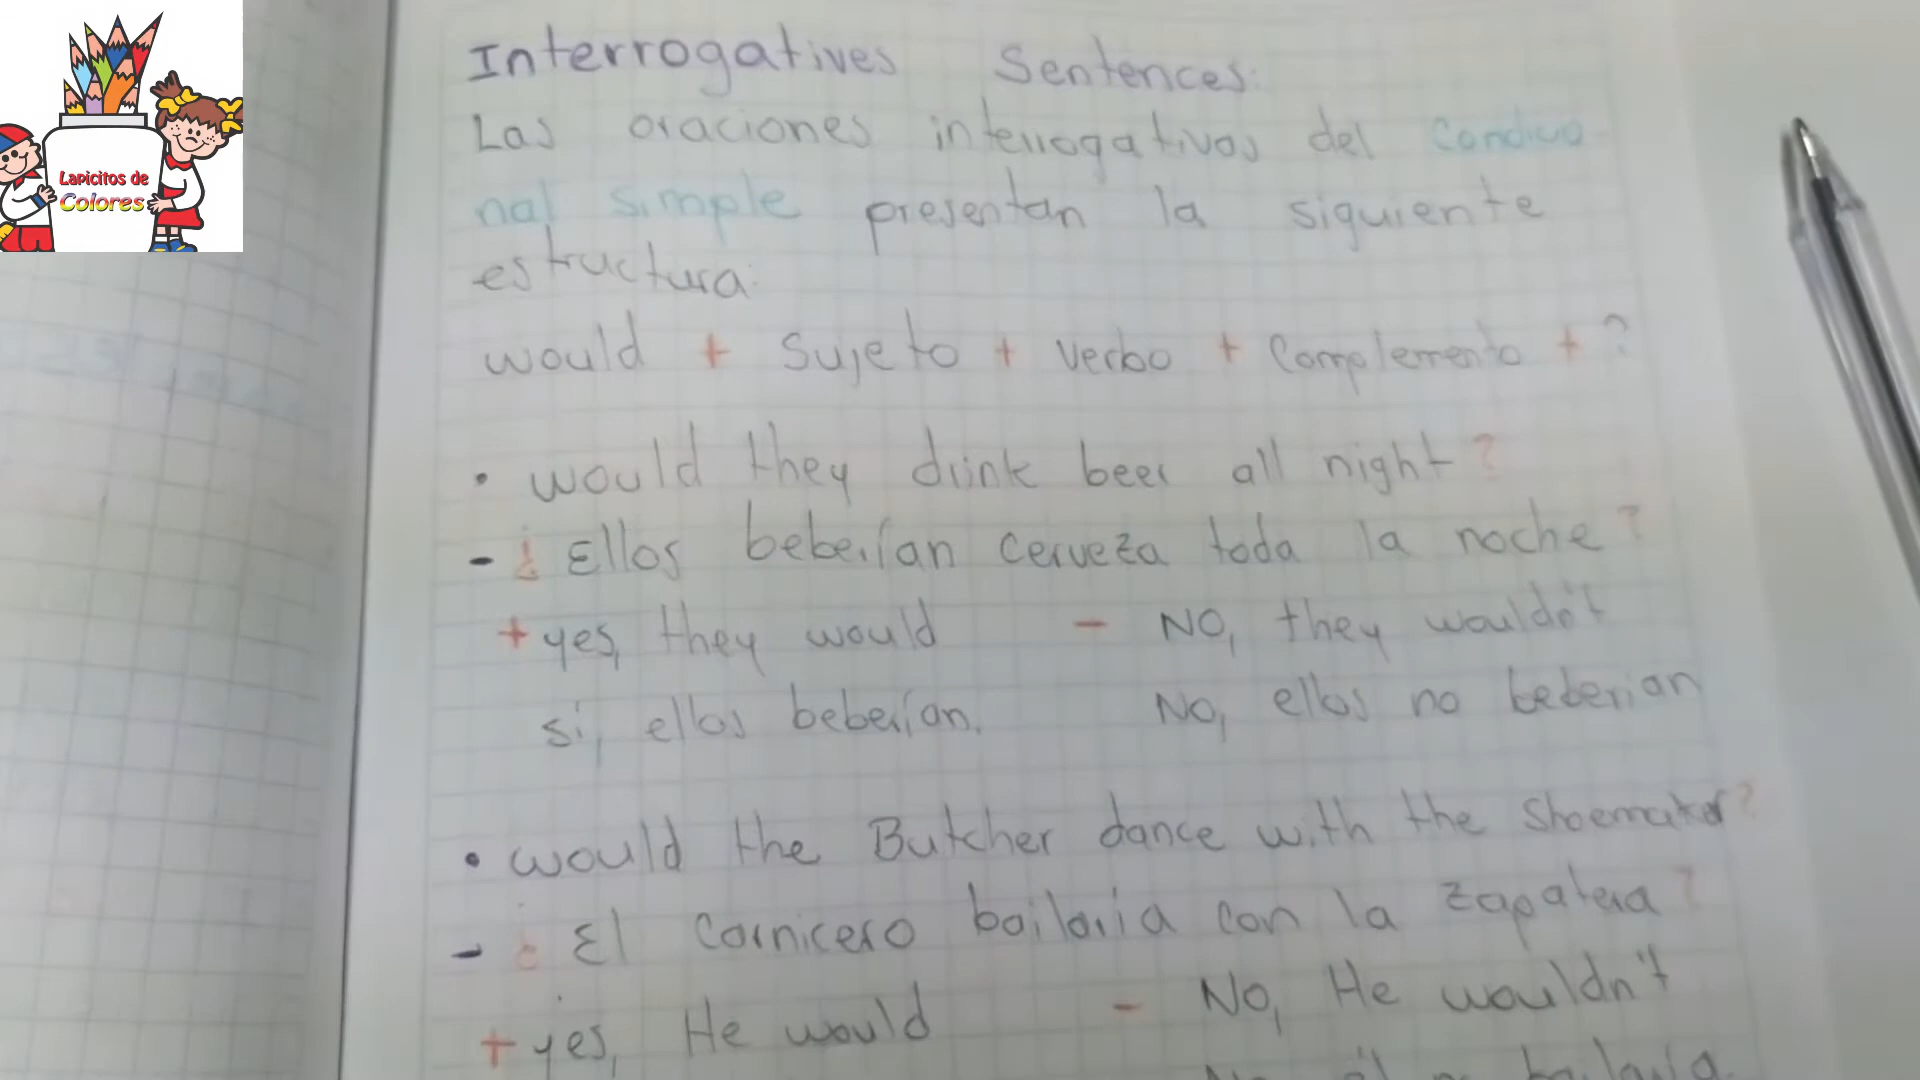 Lapicitos de
Colores
Interrogatives Sentences:
Las oraciones interrogativas del Condicio
nal simple presentan la siguiente
estructura:
would + Sujeto + verbo + Complemento + ?
• would they drink beer all night?
- ¿Ellos beberían cerveza toda la noche?
+ yes, they would - NO, they wouldn't
si, ellos beberían. No, ellos no beberian
• would the Butcher dance with the Shoemaker?
- ¿El carnicero bailaría con la zapatera?
+ yes, He would - No, He wouldn't
bailaría.